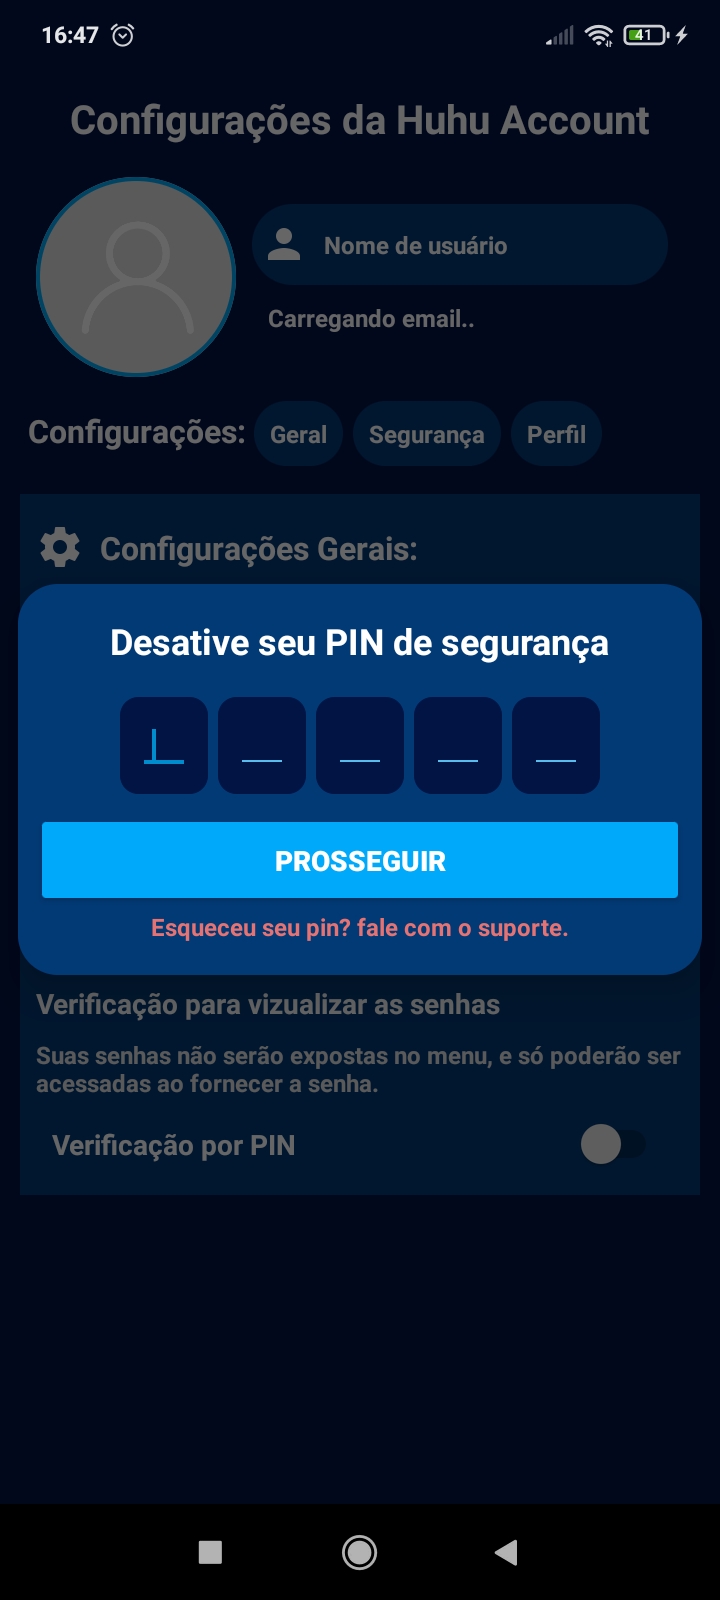 16:47
41
Configurações da Huhu Account
Nome de usuário
Carregando email..
Configurações: Geral Segurança Perfil
Configurações Gerais:
Desative seu PIN de segurança
PROSSEGUIR
Esqueceu seu pin? fale com o suporte.
Verificação para vizualizar as senhas
Suas senhas não serão expostas no menu, e só poderão ser
acessadas ao fornecer a senha.
Verificação por PIN